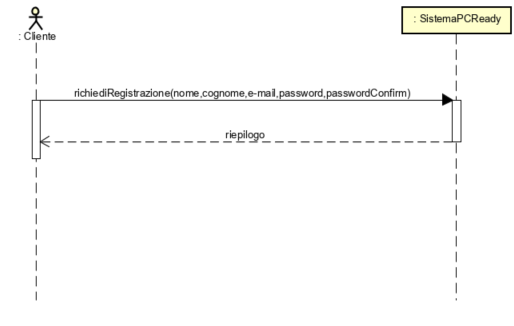 : Cliente
: SistemaPCReady
richiediRegistrazione(nome,cognome,e-mail,password,passwordConfirm)
riepilogo